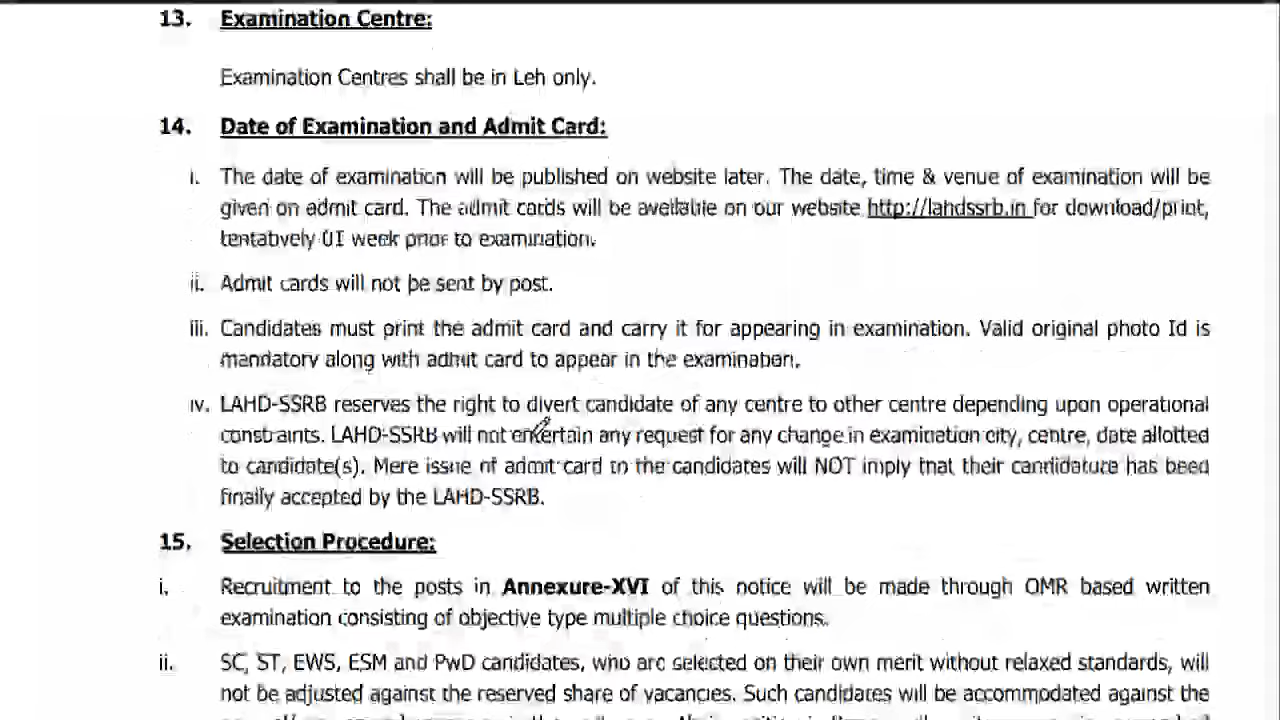 13. Examination Centre:
Examination Centres shall be in Leh only.
14. Date of Examination and Admit Card:
i. The date of examination will be published on website later. The date, time & venue of examination will be
given on admit card. The admit cards will be available on our website http://lahdssrb.in for download/print,
tentatively 01 week prior to examination.
ii. Admit cards will not be sent by post.
iii. Candidates must print the admit card and carry it for appearing in examination. Valid original photo Id is
mandatory along with admit card to appear in the examination.
iv. LAHD-SSRB reserves the right to divert candidate of any centre to other centre depending upon operational
constraints. LAHD-SSRB will not entertain any request for any change in examination city, centre, date allotted
to candidate(s). Mere issue of admit card to the candidates will NOT imply that their candidature has been
finally accepted by the LAHD-SSRB.
15. Selection Procedure:
i. Recruitment to the posts in Annexure-XVI of this notice will be made through OMR based written
examination consisting of objective type multiple choice questions.
ii. SC, ST, EWS, ESM and PwD candidates, who are selected on their own merit without relaxed standards, will
not be adjusted against the reserved share of vacancies. Such candidates will be accommodated against the